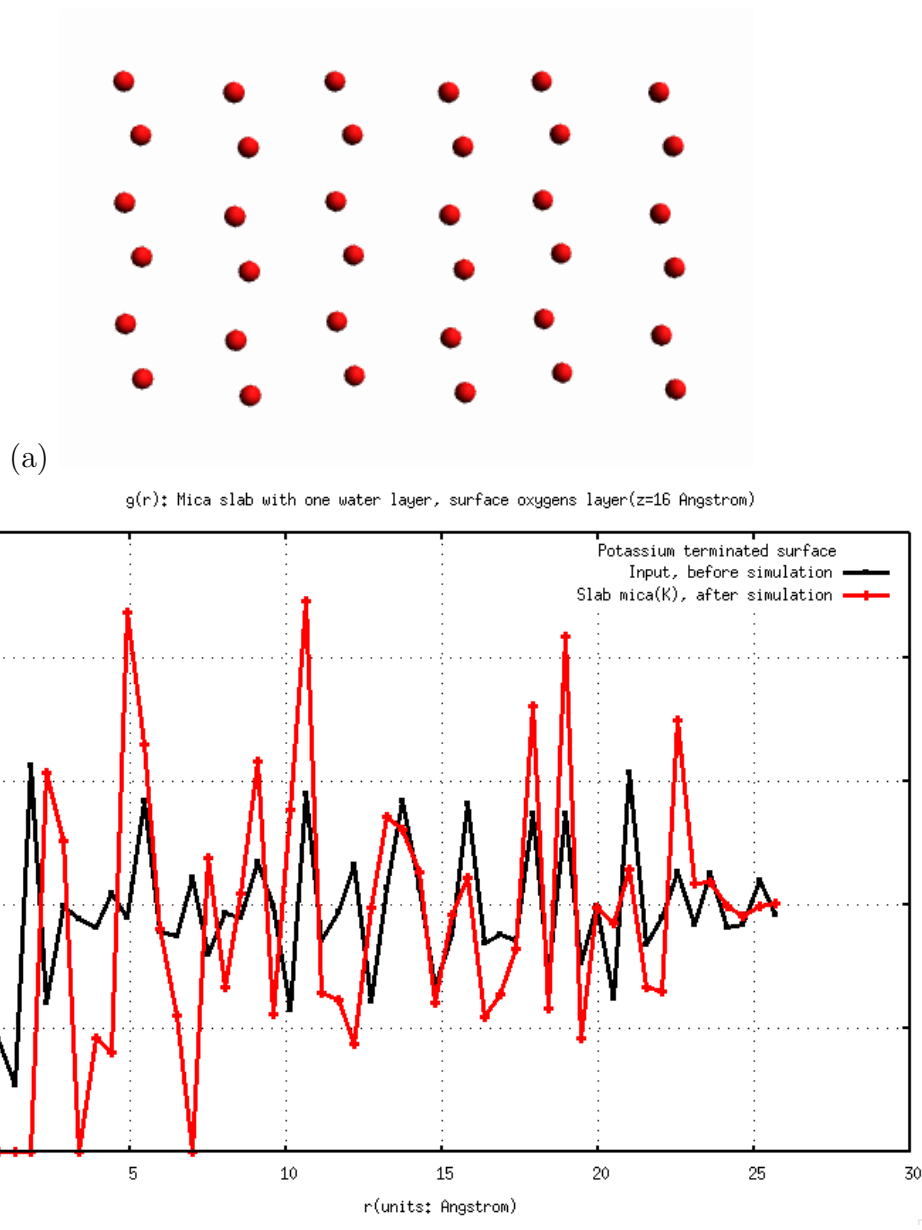 (a)
g(r): Mica slab with one water layer, surface oxygens layer(z=16 Angstrom)
Potassium terminated surface
Input, before simulation
Slab mica(K), after simulation
5 10 15 20 25 30
r(units: Angstrom)